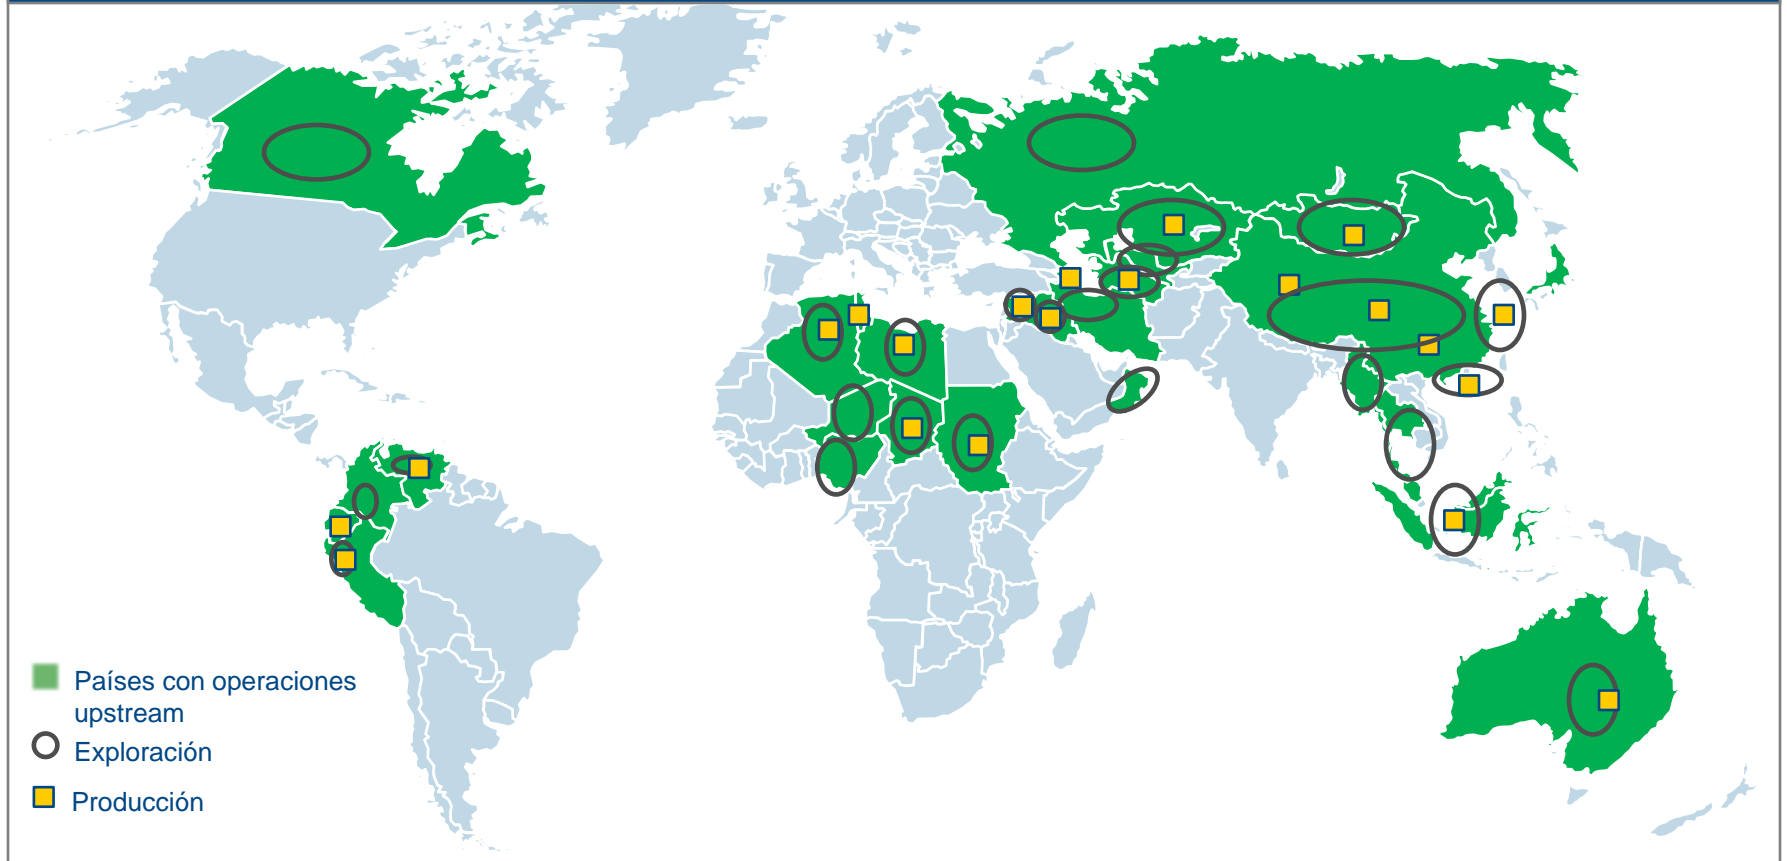 Países con operaciones
upstream
Exploración
Producción